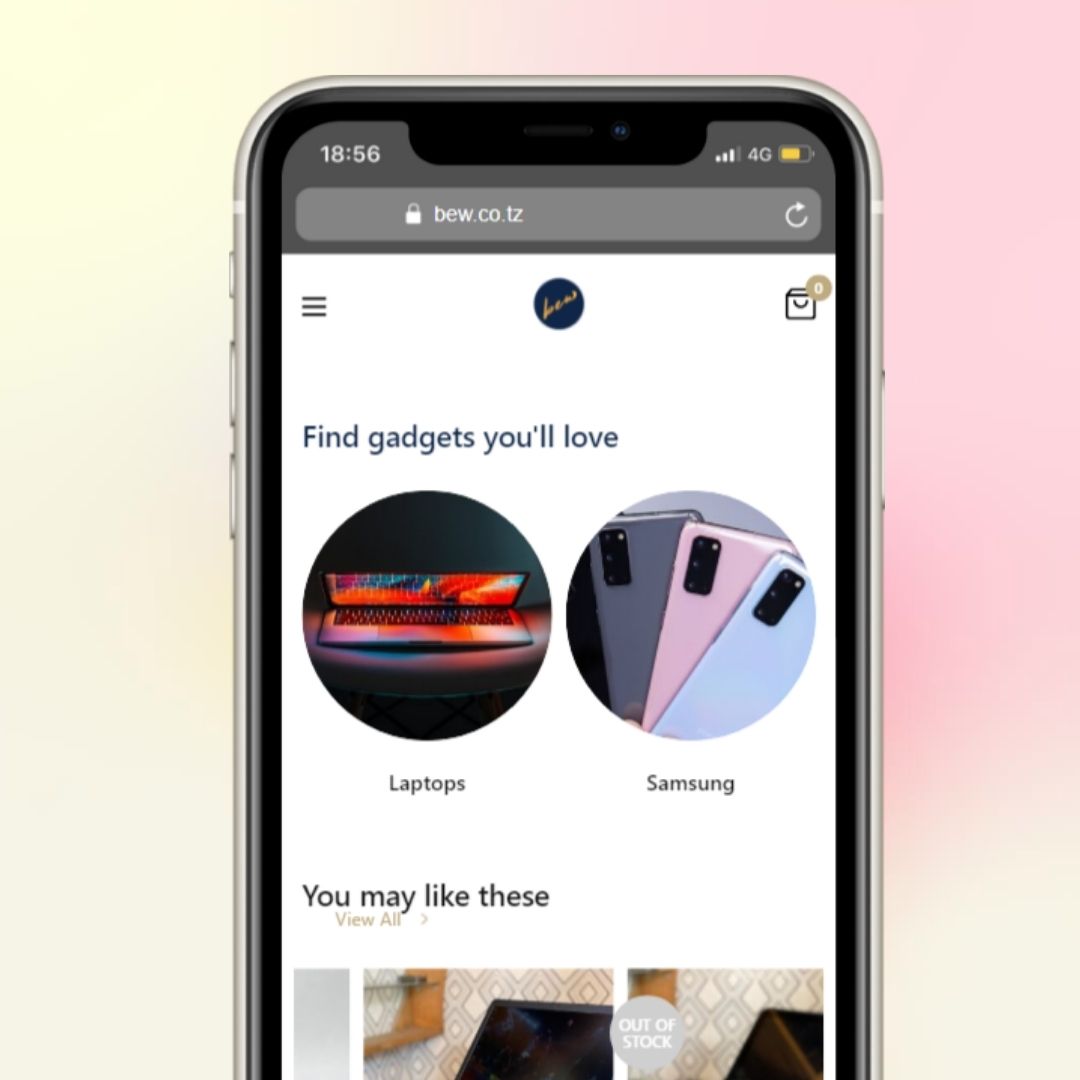 18:56
4G
bew.co.tz
0
bew
Find gadgets you'll love
Laptops
Samsung
You may like these
View All
OUT OF
STOCK